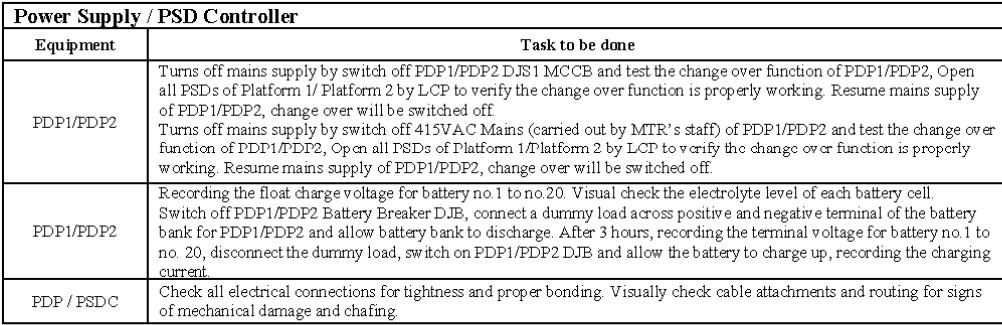 Power Supply / PSD Controller
Equipment
Task to be done
PDP1/PDP2
Turns off mains supply by switch off PDP1/PDP2 DJS1 MCCB and test the change over function of PDP1/PDP2, Open
all PSDs of Platform 1/ Platform 2 by LCP to verify the change over function is properly working. Resume mains supply
of PDP1/PDP2, change over will be switched off.
Turns off mains supply by switch off 415VAC Mains (carried out by MTR's staff) of PDP1/PDP2 and test the change over
function of PDP1/PDP2, Open all PSDs of Platform 1/Platform 2 by LCP to verify the change over function is properly
working. Resume mains supply of PDP1/PDP2, change over will be switched off.
PDP1/PDP2
Recording the float charge voltage for battery no.1 to no.20. Visual check the electrolyte level of each battery cell.
Switch off PDP1/PDP2 Battery Breaker DJB, connect a dummy load across positive and negative terminal of the battery
bank for PDP1/PDP2 and allow battery bank to discharge. After 3 hours, recording the terminal voltage for battery no.1 to
no. 20, disconnect the dummy load, switch on PDP1/PDP2 DJB and allow the battery to charge up, recording the charging
current.
PDP / PSDC
Check all electrical connections for tightness and proper bonding. Visually check cable attachments and routing for signs
of mechanical damage and chafing.